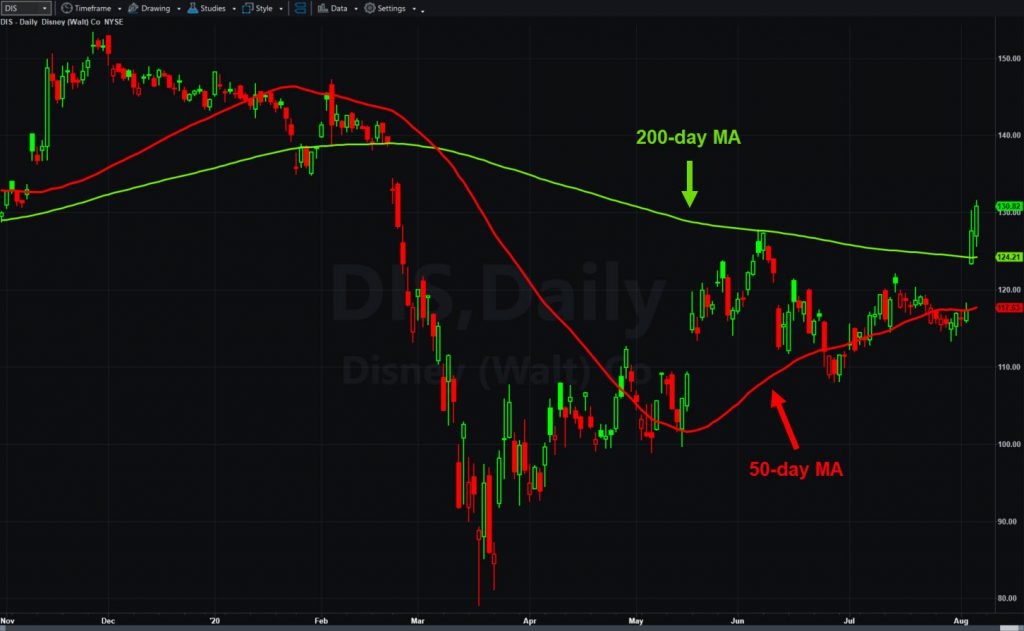 DIS Timeframe Drawing Studies Style Data Settings
DIS - Daily Disney (Walt) Co NYSE
150.00
140.00
200-day MA
130.82
130.00
124.21
DIS,Daily
120.00
117.63
Disney (Walt) Co
110.00
100.00
50-day MA
90.00
80.00
Nov Dec '20 Feb Mar Apr May Jun Jul Aug